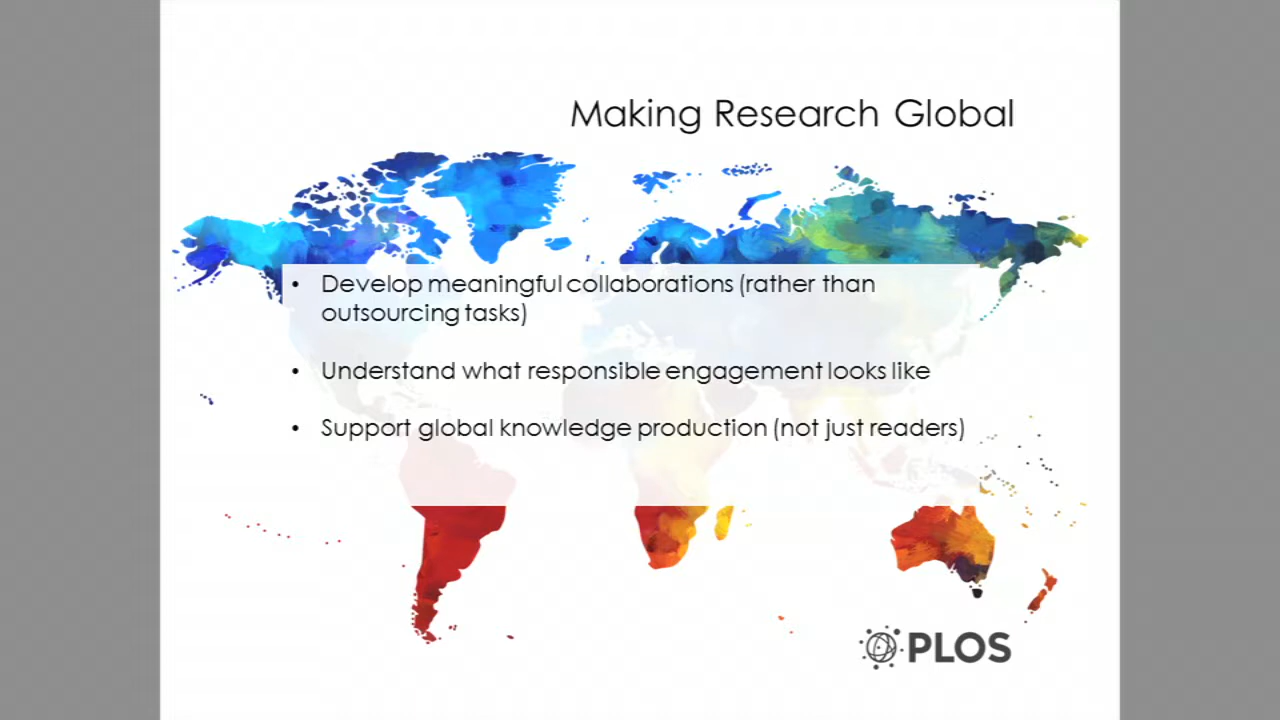 Making Research Global
• Develop meaningful collaborations (rather than
outsourcing tasks)
• Understand what responsible engagement looks like
• Support global knowledge production (not just readers)
PLOS